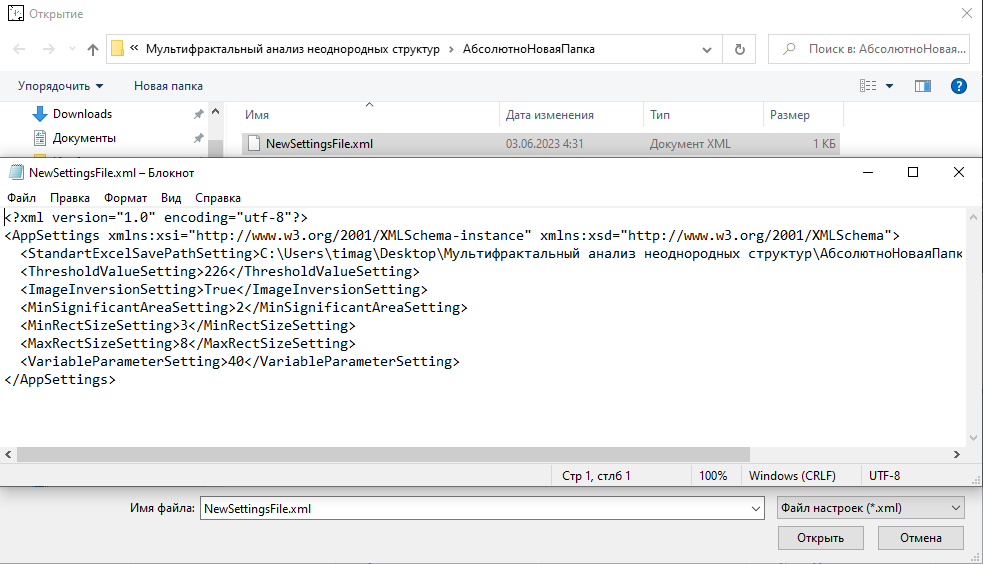 Открытие
« Мультифрактальный анализ неоднородных структур › АбсолютноНоваяПапка
Поиск в: АбсолютноНовая...
Упорядочить
Новая папка
Downloads
Документы
Имя
Дата изменения
Тип
Размер
NewSettingsFile.xml
03.06.2023 4:31
Документ XML
1 КБ
NewSettingsFile.xml – Блокнот
Файл Правка Формат Вид Справка
<?xml version="1.0" encoding="utf-8"?>
<AppSettings xmlns:xsi="http://www.w3.org/2001/XMLSchema-instance" xmlns:xsd="http://www.w3.org/2001/XMLSchema">
<StandartExcelSavePathSetting>C:\Users\timag\Desktop\Мультифрактальный анализ неоднородных структур\АбсолютноНоваяПапк
<ThresholdValueSetting>226</ThresholdValueSetting>
<ImageInversionSetting>True</ImageInversionSetting>
<MinSignificantAreaSetting>2</MinSignificantAreaSetting>
<MinRectSizeSetting>3</MinRectSizeSetting>
<MaxRectSizeSetting>8</MaxRectSizeSetting>
<VariableParameterSetting>40</VariableParameterSetting>
</AppSettings>
Стр 1, стлб 1
100%
Windows (CRLF)
UTF-8
Имя файла:
NewSettingsFile.xml
Файл настроек (*.xml)
Открыть
Отмена